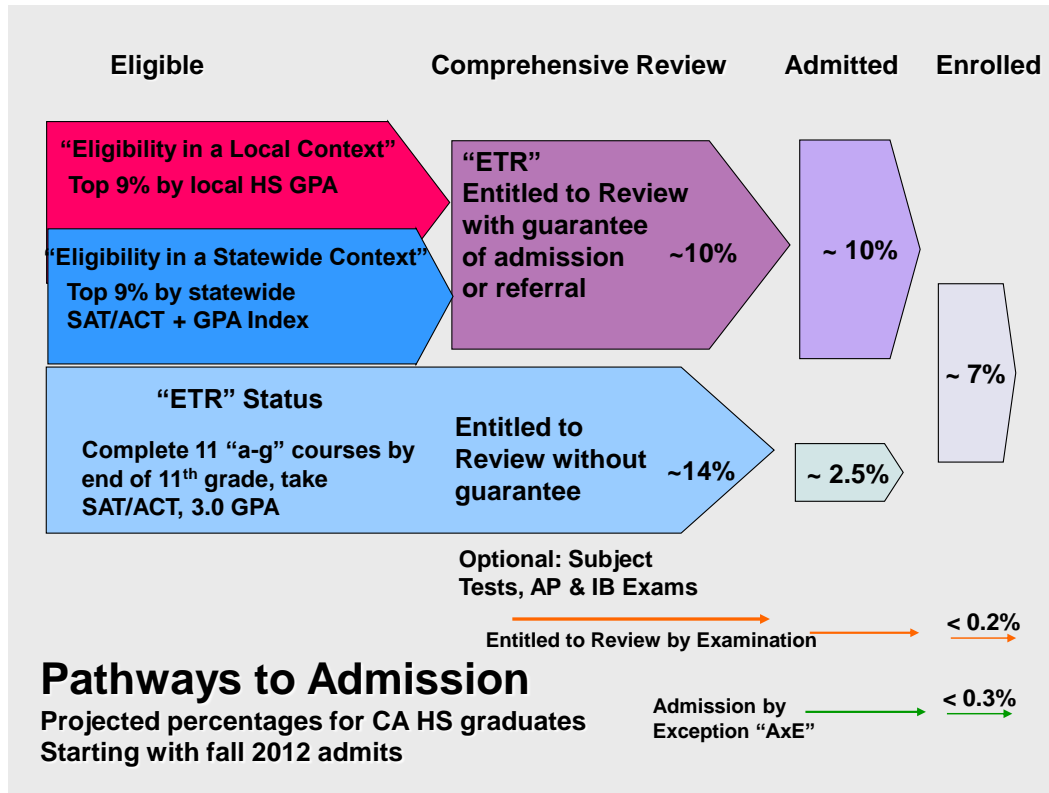 Eligible
Comprehensive Review
Admitted
Enrolled
“Eligibility in a Local Context”
Top 9% by local HS GPA
“Eligibility in a Statewide Context”
Top 9% by statewide
SAT/ACT + GPA Index
“ETR”
Entitled to Review
with guarantee
of admission
or referral
~10%
~ 10%
~ 7%
“ETR” Status
Complete 11 “a-g” courses by
end of 11th grade, take
SAT/ACT, 3.0 GPA
Entitled to
Review without
guarantee
~14%
~ 2.5%
Optional: Subject
Tests, AP & IB Exams
Entitled to Review by Examination
< 0.2%
Pathways to Admission
Projected percentages for CA HS graduates
Starting with fall 2012 admits
Admission by
Exception “AxE”
< 0.3%